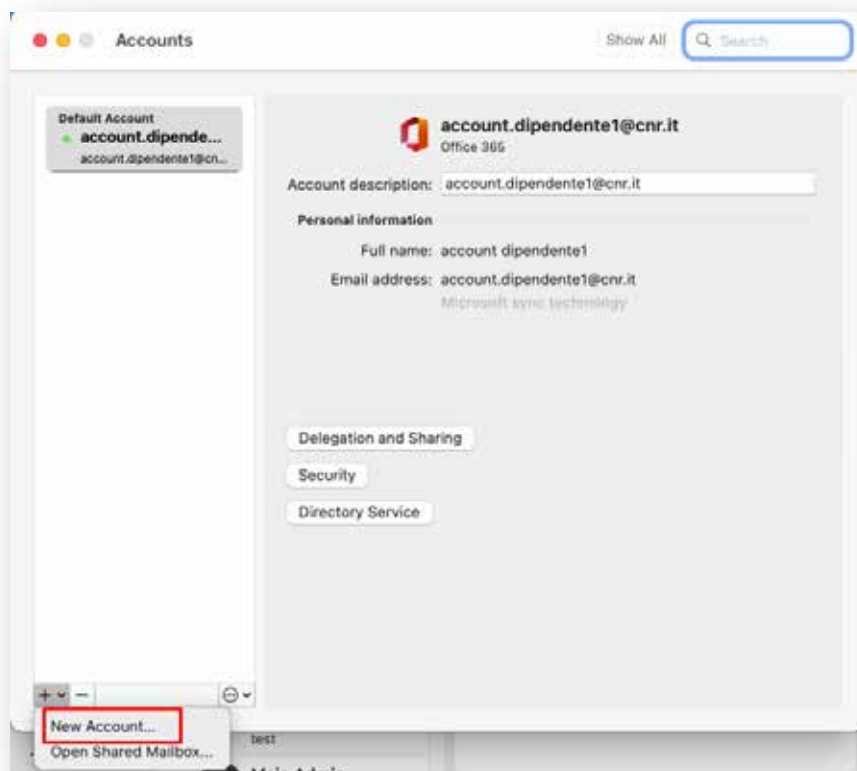 Accounts
Show All
Search
Default Account
account.dipende...
account.dipendente1@cn...
account.dipendente1@cnr.it
Office 365
Account description: account.dipendente1@cnr.it
Personal information
Full name: account dipendente1
Email address: account.dipendente1@cnr.it
Microsoft sync technology
Delegation and Sharing
Security
Directory Service
New Account...
Open Shared Mailbox...
test